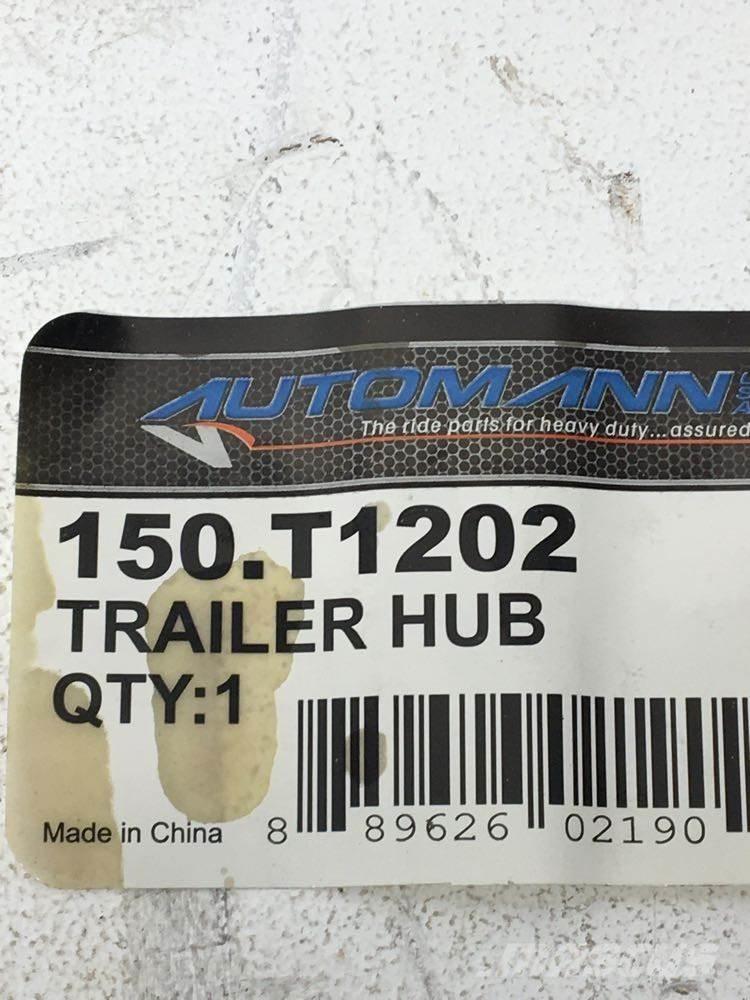 AUTOMANN
The ride parts for heavy duty...assured
150.T1202
TRAILER HUB
QTY:1
Made in China
8 89626 02190